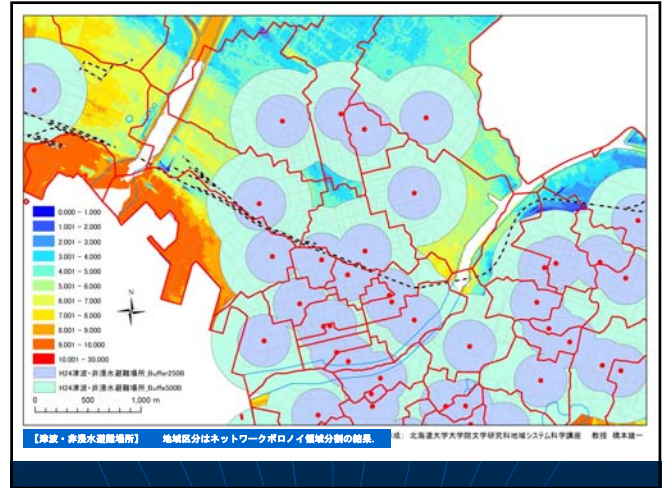 0.000 - 1.000
1.001 - 2.000
2.001 - 3.000
3.001 - 4.000
4.001 - 5.000
5.001 - 6.000
6.001 - 7.000
7.001 - 8.000
8.001 - 9.000
9.001 - 10.000
10.001 - 30.000
H24津波・非浸水避難場所_Buffer250B
H24津波・非浸水避難場所_Buffe500B
0 500 1,000 m
【津波・非浸水避難場所】 地域区分はネットワークボロノイ領域分割の結果.
成: 北海道大学大学院文学研究科地域システム科学講座 教授 橋本雄一